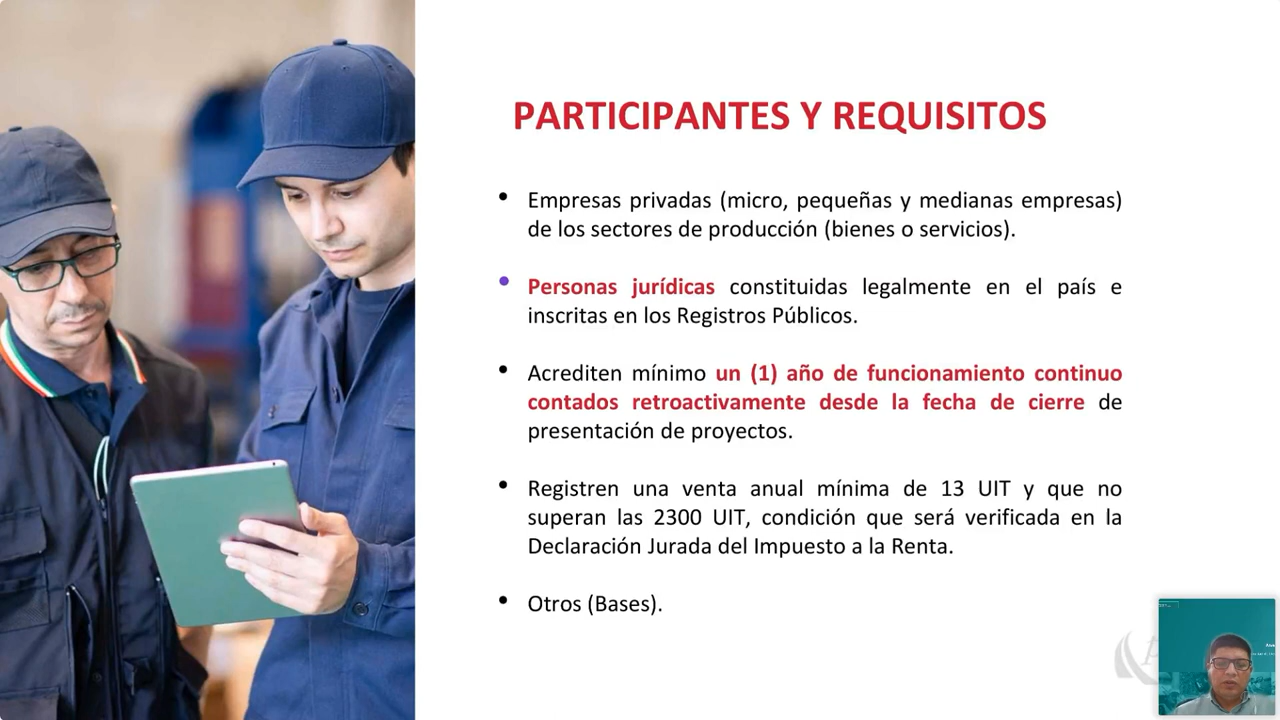 PARTICIPANTES Y REQUISITOS
• Empresas privadas (micro, pequeñas y medianas empresas)
de los sectores de producción (bienes o servicios).
• Personas jurídicas constituidas legalmente en el país e
inscritas en los Registros Públicos.
• Acrediten mínimo un (1) año de funcionamiento continuo
contados retroactivamente desde la fecha de cierre de
presentación de proyectos.
• Registren una venta anual mínima de 13 UIT y que no
superan las 2300 UIT, condición que será verificada en la
Declaración Jurada del Impuesto a la Renta.
• Otros (Bases).